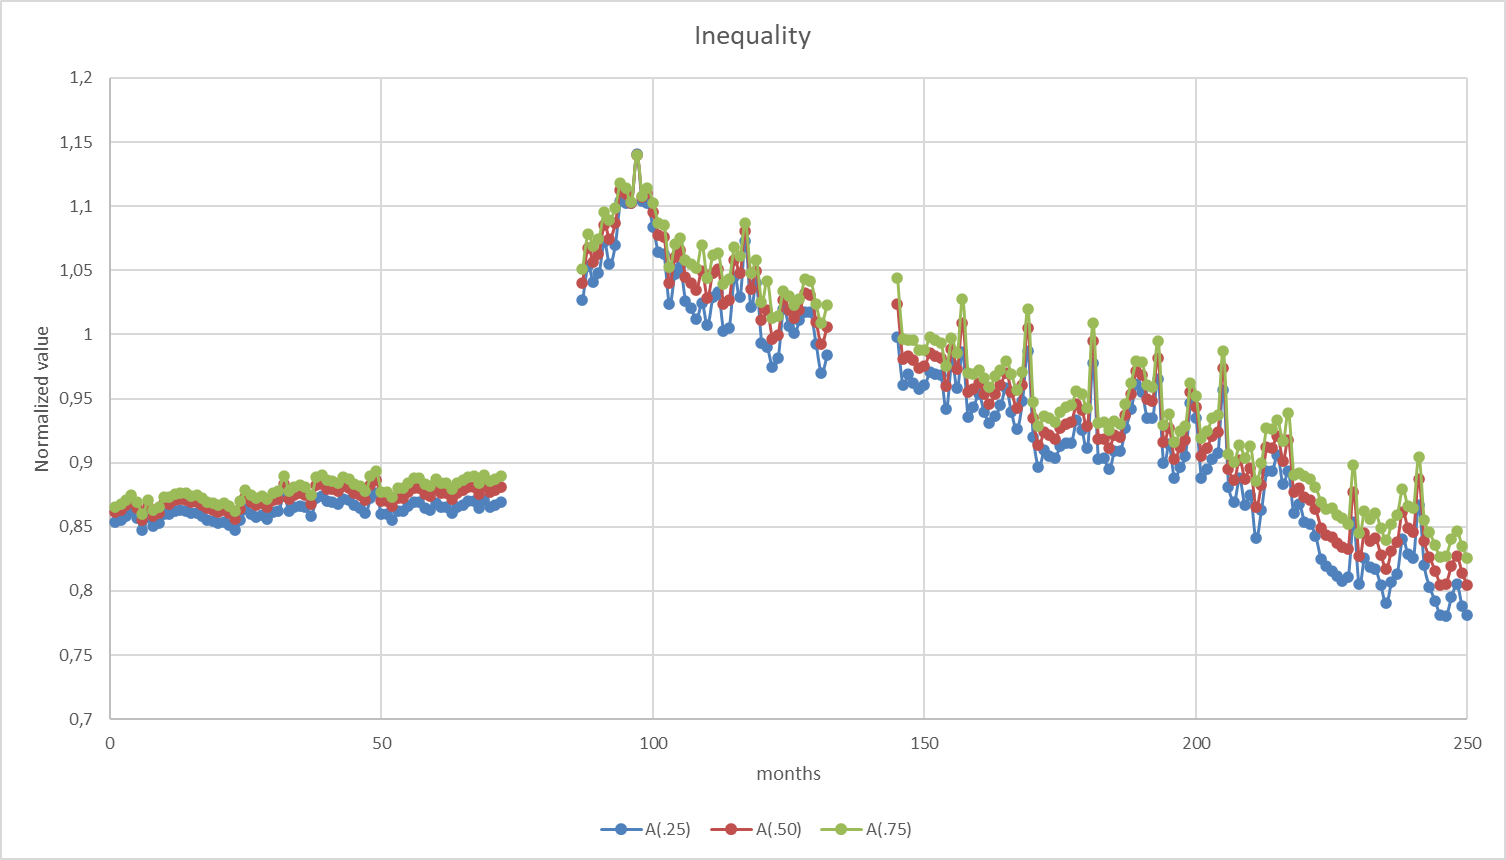 Inequality
1,2
1,15
1,1
1,05
1
0,95
0,9
0,85
0,8
0,75
0,7
Normalized value
0 50 100 150 200 250
months
A(.25) A(.50) A(.75)